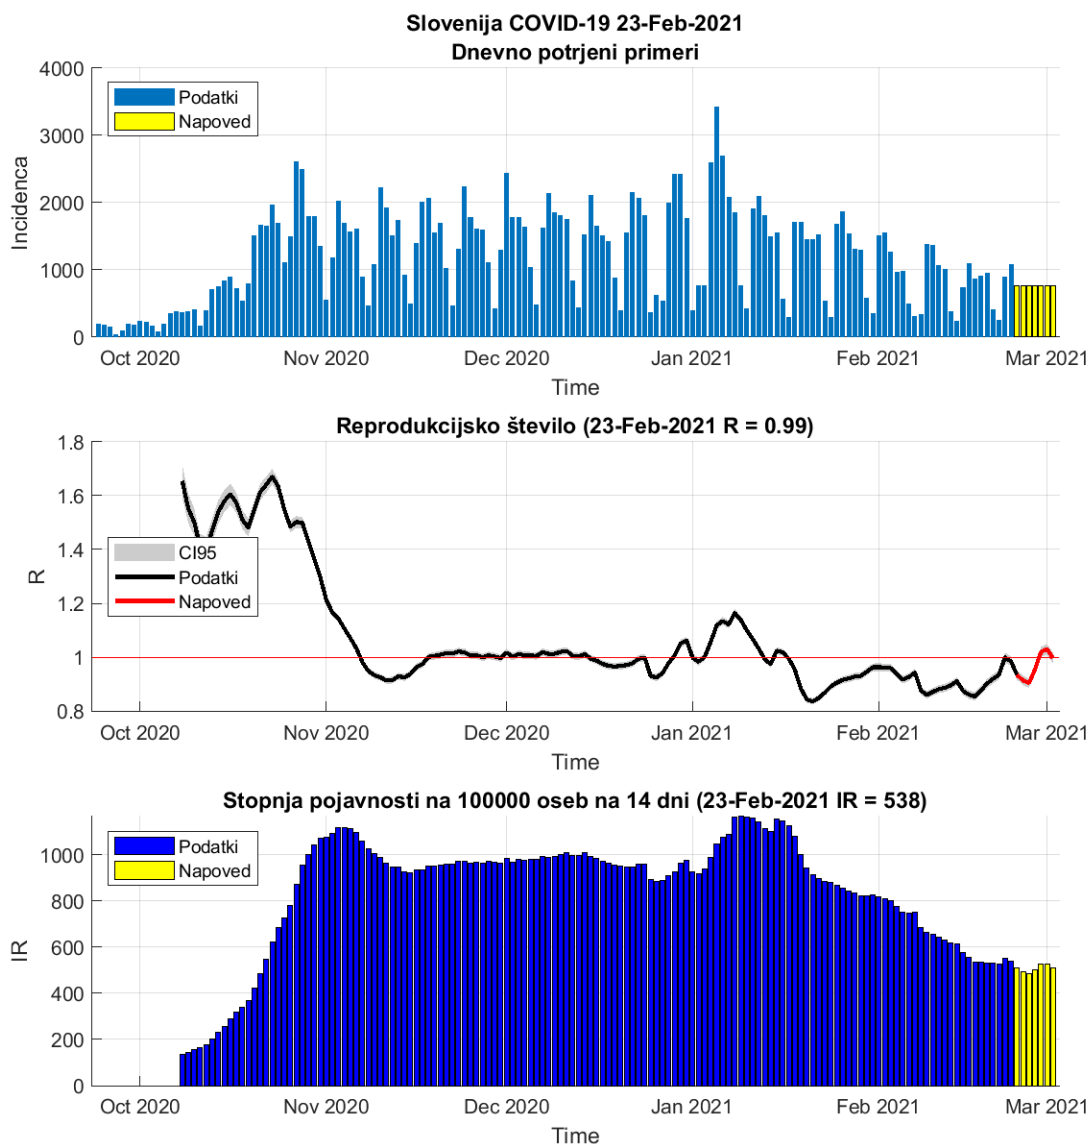 Slovenija COVID-19 23-Feb-2021
Dnevno potrjeni primeri
4000
3000
2000
1000
0
Incidenca
Podatki
Napoved
Oct 2020
Nov 2020
Dec 2020
Jan 2021
Feb 2021
Mar 2021
Time
Reprodukcijsko število (23-Feb-2021 R = 0.99)
1.8
1.6
1.4
1.2
1
0.8
R
CI95
Podatki
Napoved
Oct 2020
Nov 2020
Dec 2020
Jan 2021
Feb 2021
Mar 2021
Time
Stopnja pojavnosti na 100000 oseb na 14 dni (23-Feb-2021 IR = 538)
1000
800
600
400
200
0
IR
Podatki
Napoved
Oct 2020
Nov 2020
Dec 2020
Jan 2021
Feb 2021
Mar 2021
Time